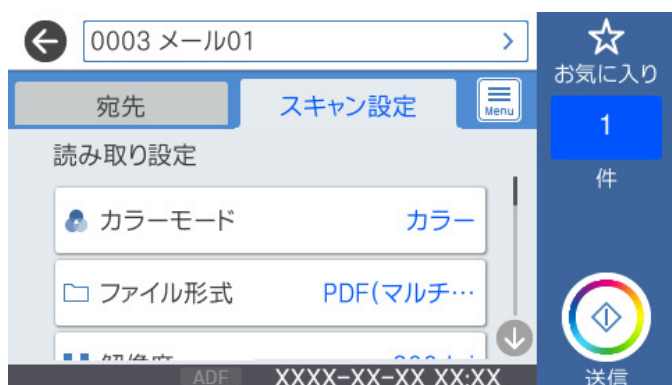 0003 メール01
お気に入り
宛先
スキャン設定
Menu
1
件
読み取り設定
カラーモード
カラー
ファイル形式
PDF(マルチ…
ADF
XXXX-XX-XX XX:XX
送信